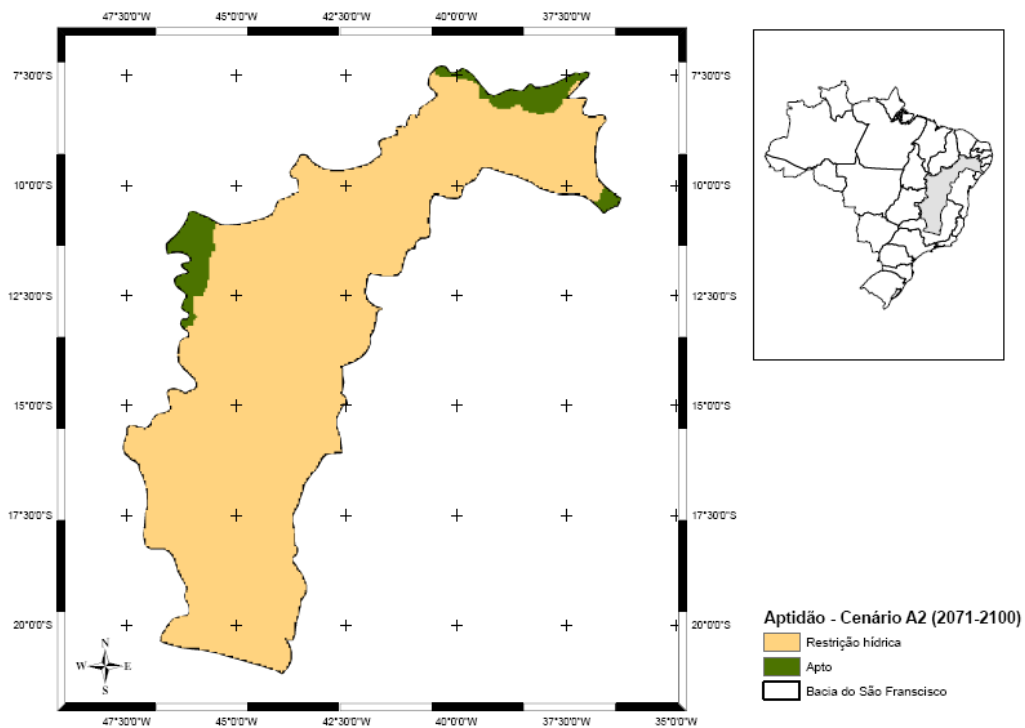 47°30'0"W 45°0'0"W 42°30'0"W 40°0'0"W 37°30'0"W
7°30'0"S 7°30'0"S
10°0'0"S 10°0'0"S
12°30'0"S 12°30'0"S
15°0'0"S 15°0'0"S
17°30'0"S 17°30'0"S
20°0'0"S 20°0'0"S
N
W E
S
47°30'0"W 45°0'0"W 42°30'0"W 40°0'0"W 37°30'0"W 35°0'0"W
Aptidão - Cenário A2 (2071-2100)
Restrição hídrica
Apto
Bacia do São Franscisco